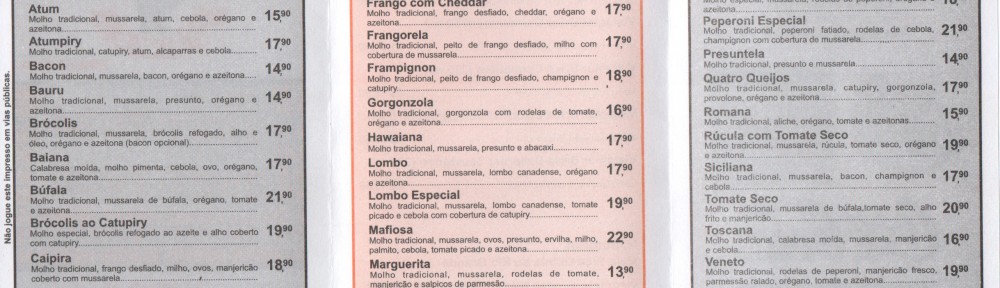 Não jogue este impresso em vias públicas.
Atum
Molho tradicional, mussarela, atum, cebola, orégano e 15,90
azeitona
Atumpiry
Molho tradicional, catupiry, atum, alcaparras e cebola 17,90
Bacon
Molho tradicional, mussarela, bacon, orégano e azeitona 14,90
Bauru
Molho tradicional, mussarela, presunto, orégano e 14,90
azeitona
Brócolis
Molho tradicional, mussarela, brócolis refogado, alho e 17,90
óleo, orégano e azeitona (bacon opcional)
Baiana
Calabresa moída, molho pimenta, cebola, ovo, orégano, 17,90
tomate e azeitona
Búfala
Molho tradicional, mussarela de búfala, orégano, tomate 21,90
e azeitona
Brócolis ao Catupiry
Molho especial, brócolis refogado ao azeite e alho coberto 19,90
com catupiry
Caipira
Molho tradicional, frango desfiado, milho, ovos, manjericão 18,90
coberto com mussarela
Frango com Cheddar
Molho tradicional, frango desfiado, cheddar, orégano e 17,90
azeitona
Frangorela
Molho tradicional, peito de frango desfiado, milho com 17,90
cobertura de mussarela
Frampignon
Molho tradicional, peito de frango desfiado, champignon e 18,90
catupiry
Gorgonzola
Molho tradicional, gorgonzola com rodelas de tomate, 16,90
orégano e azeitona
Hawaiana
Molho tradicional, mussarela, presunto e abacaxi 17,90
Lombo
Molho tradicional, mussarela, lombo canadense, orégano 17,90
e azeitona
Lombo Especial
Molho tradicional, mussarela, lombo canadense, tomate 19,90
picado e cebola com cobertura de catupiry
Mafiosa
Molho tradicional, mussarela, ovos, presunto, ervilha, milho, 22,90
palmito, cebola, tomate picado e azeitona
Marguerita
Molho tradicional, mussarela, rodelas de tomate, 13,90
manjericão e salpicos de parmesão
azeitona
Peperoni Especial
Molho tradicional, peperoni fatiado, rodelas de cebola, 21,90
champignon com cobertura de mussarela
Presuntela
Molho tradicional, presunto e mussarela 14,90
Quatro Queijos
Molho tradicional, mussarela, catupiry, gorgonzola, 17,90
provolone, orégano e azeitona
Romana
Molho tradicional, aliche, orégano, tomate e azeitonas 15,90
Rúcula com Tomate Seco
Molho tradicional, mussarela, rúcula, tomate seco, orégano 19,90
e azeitona
Siciliana
Molho tradicional, mussarela, bacon, champignon e 17,90
cebola
Tomate Seco
Molho tradicional, mussarela de búfala,tomate seco, alho 20,90
frito e manjericão
Toscana
Molho tradicional, calabresa moída, mussarela, manjericão 16,90
e cebola
Veneto
Molho tradicional, rodelas de peperoni, manjericão fresco, 19,90
parmessão ralado, orégano, tomate e azeitona